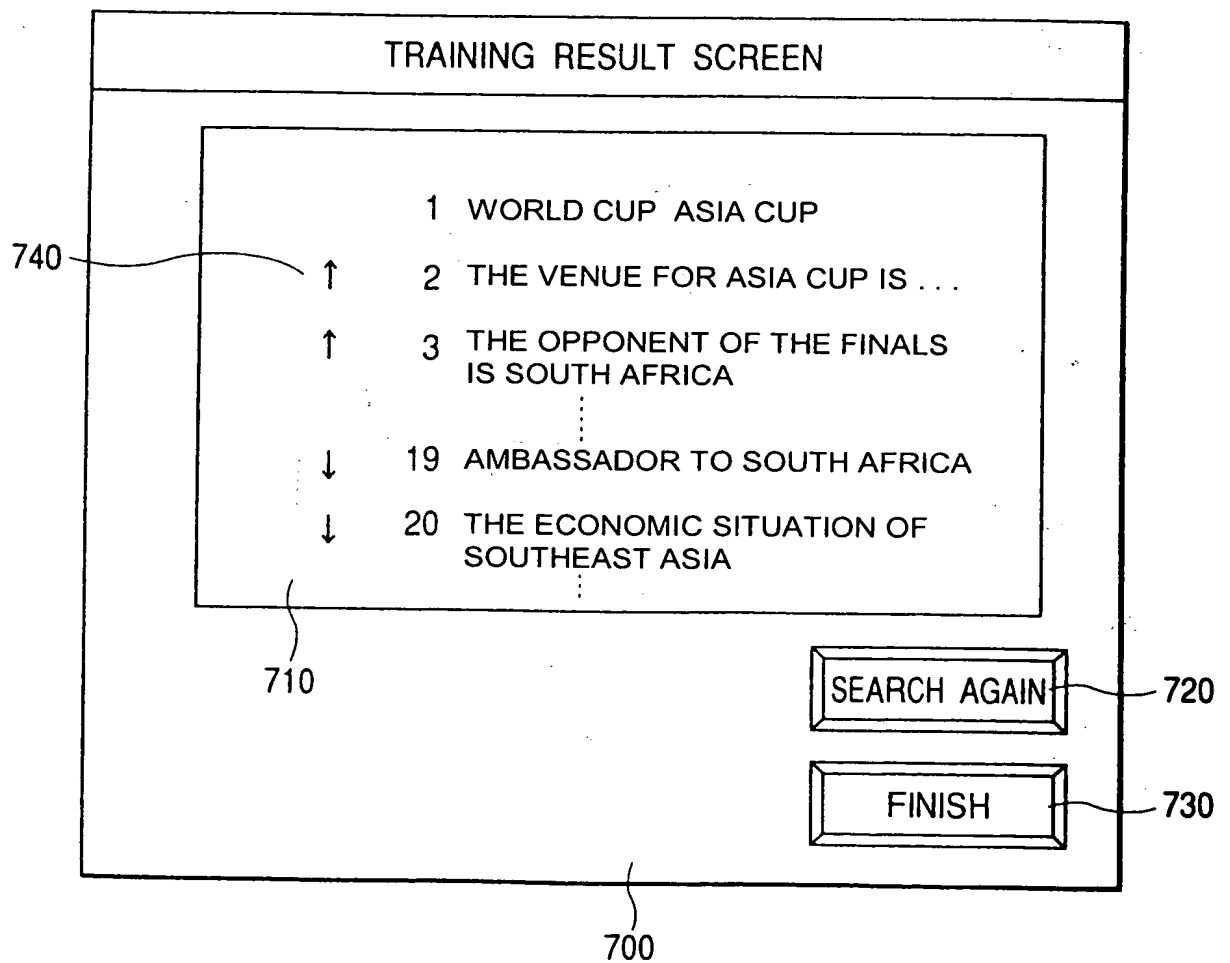 TRAINING RESULT SCREEN
1 WORLD CUP ASIA CUP
740
↑ 2 THE VENUE FOR ASIA CUP IS . . .
↑ 3 THE OPPONENT OF THE FINALS
IS SOUTH AFRICA
↓ 19 AMBASSADOR TO SOUTH AFRICA
↓ 20 THE ECONOMIC SITUATION OF
SOUTHEAST ASIA
710
SEARCH AGAIN
720
FINISH
730
700